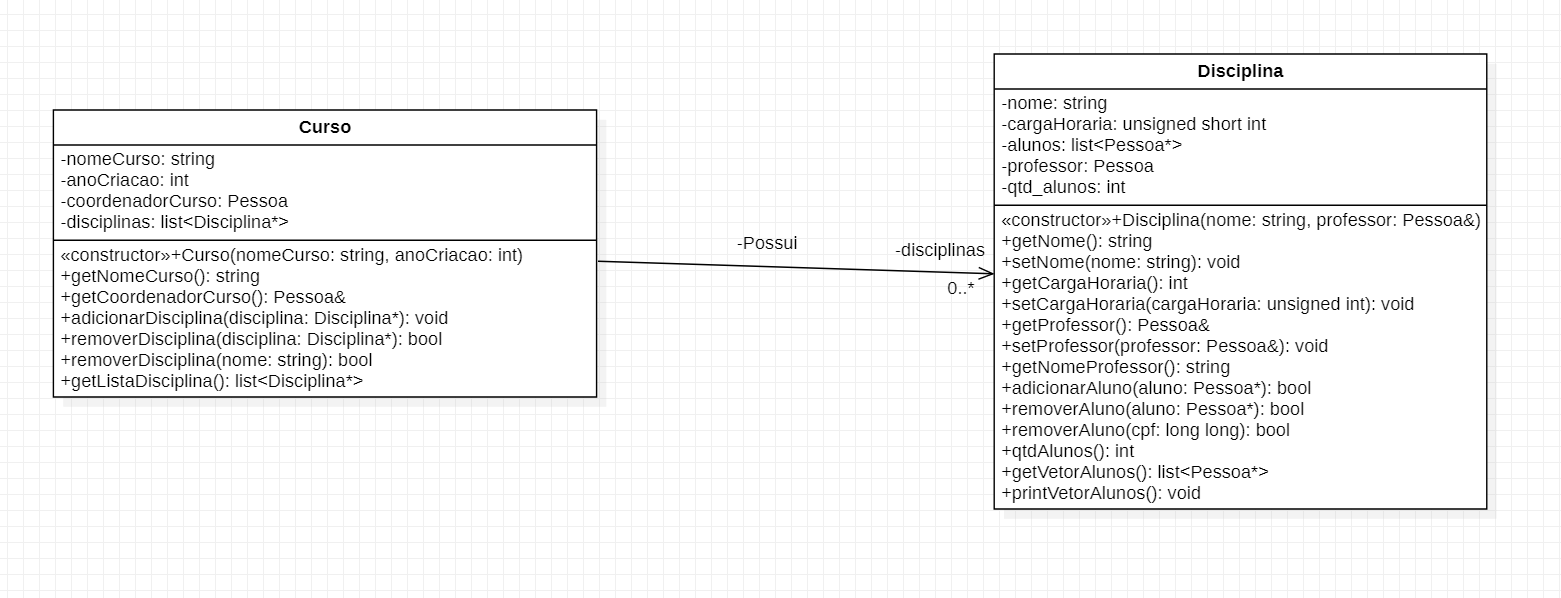 Curso
-nomeCurso: string
-anoCriacao: int
-coordenadorCurso: Pessoa
-disciplinas: list<Disciplina*>
«constructor»+Curso(nomeCurso: string, anoCriacao: int)
+getNomeCurso(): string
+getCoordenadorCurso(): Pessoa&
+adicionarDisciplina(disciplina: Disciplina*): void
+removerDisciplina(disciplina: Disciplina*): bool
+removerDisciplina(nome: string): bool
+getListaDisciplina(): list<Disciplina*>
-Possui
-disciplinas
0..*
Disciplina
-nome: string
-cargaHoraria: unsigned short int
-alunos: list<Pessoa*>
-professor: Pessoa
-qtd_alunos: int
«constructor»+Disciplina(nome: string, professor: Pessoa&)
+getNome(): string
+setNome(nome: string): void
+getCargaHoraria(): int
+setCargaHoraria(cargaHoraria: unsigned int): void
+getProfessor(): Pessoa&
+setProfessor(professor: Pessoa&): void
+getNomeProfessor(): string
+adicionarAluno(aluno: Pessoa*): bool
+removerAluno(aluno: Pessoa*): bool
+removerAluno(cpf: long long): bool
+qtdAlunos(): int
+getVetorAlunos(): list<Pessoa*>
+printVetorAlunos(): void